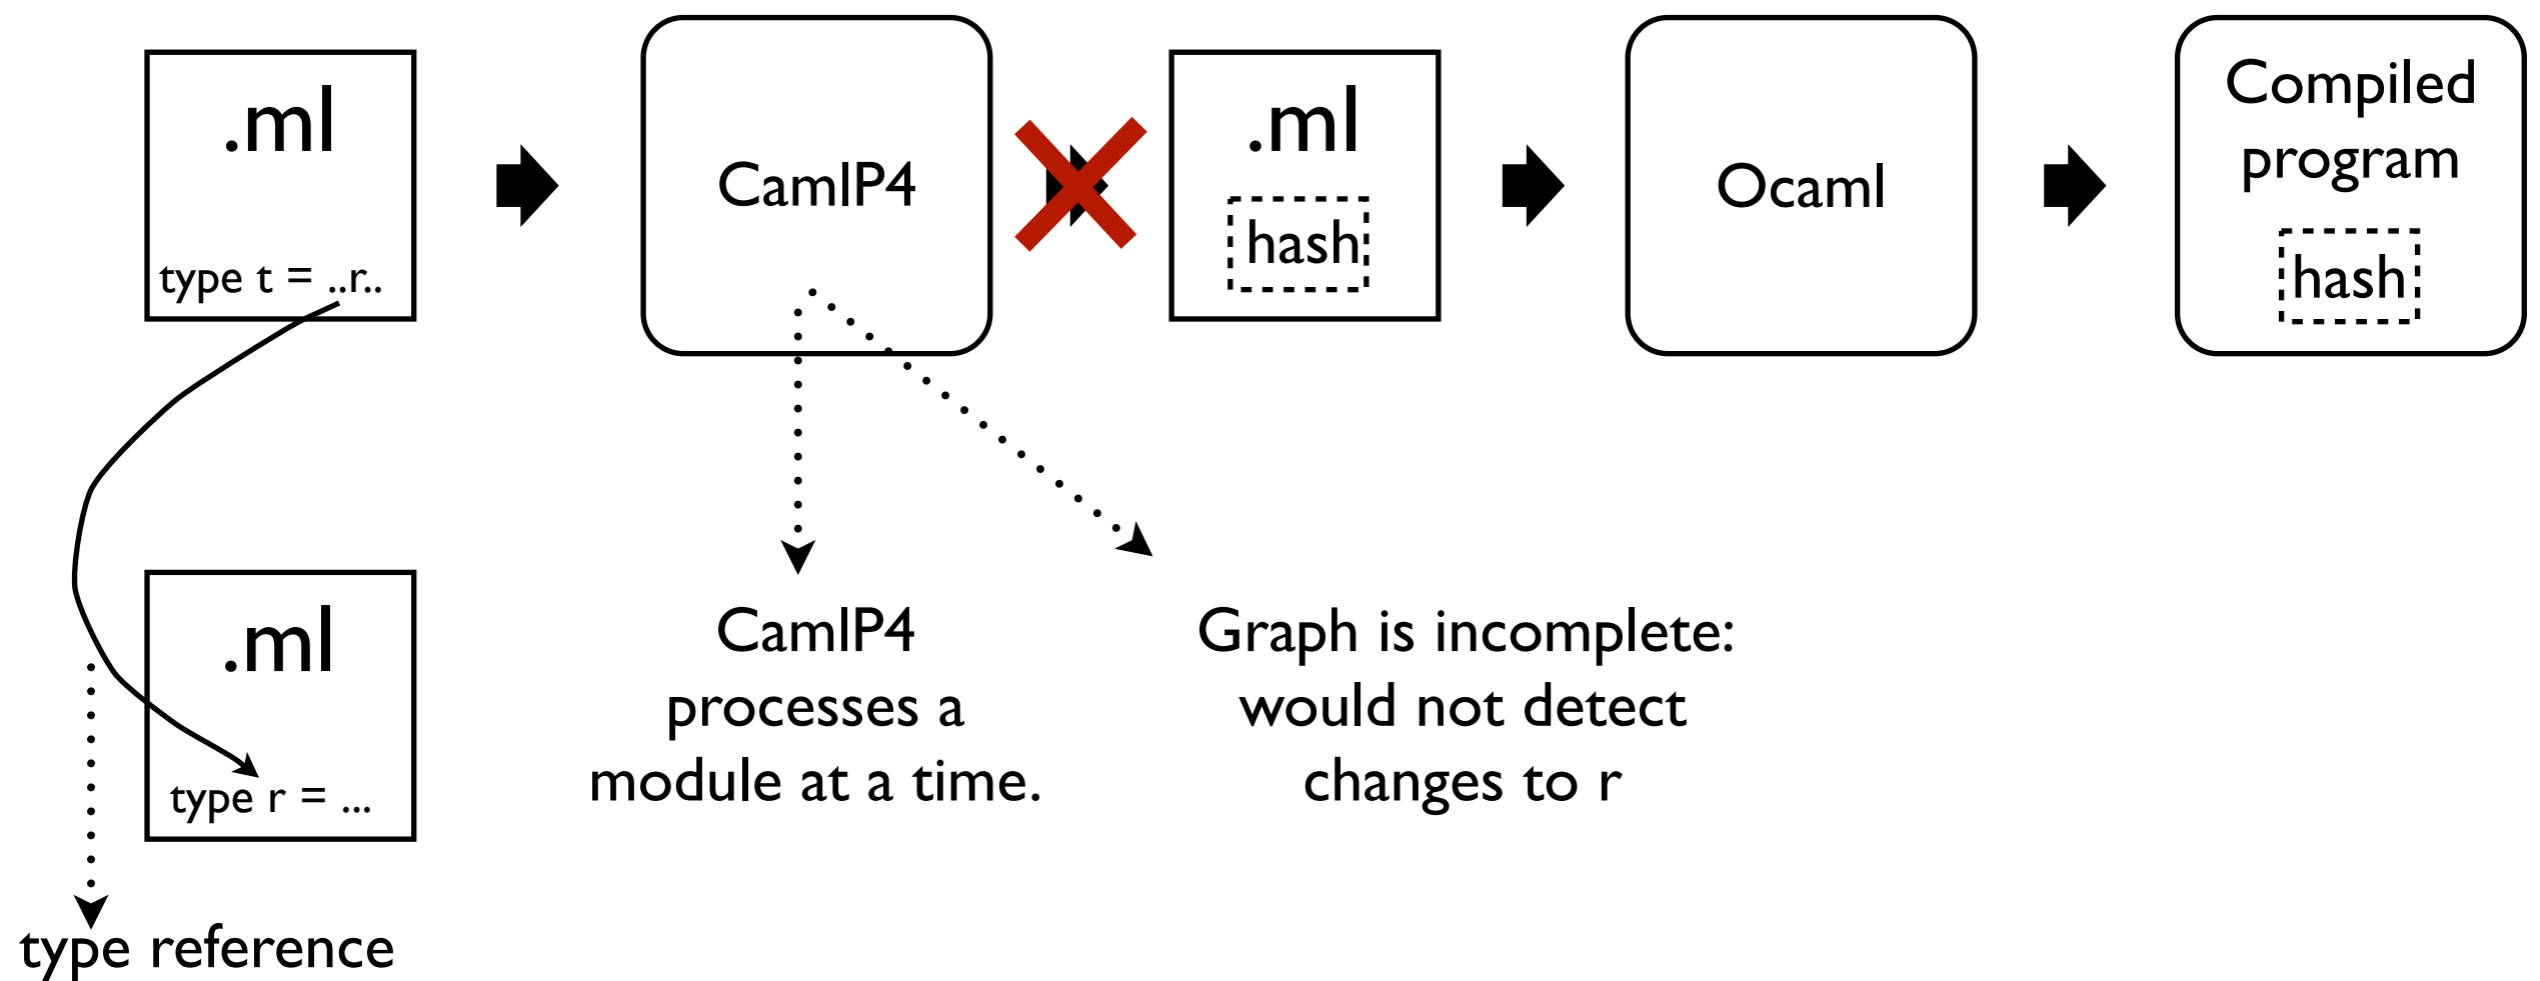 .ml
type t = ..r..
CamlP4
.ml
hash
Ocaml
Compiled
program
hash
.ml
type r = ...
type reference
CamlP4
processes a
module at a time.
Graph is incomplete:
would not detect
changes to r